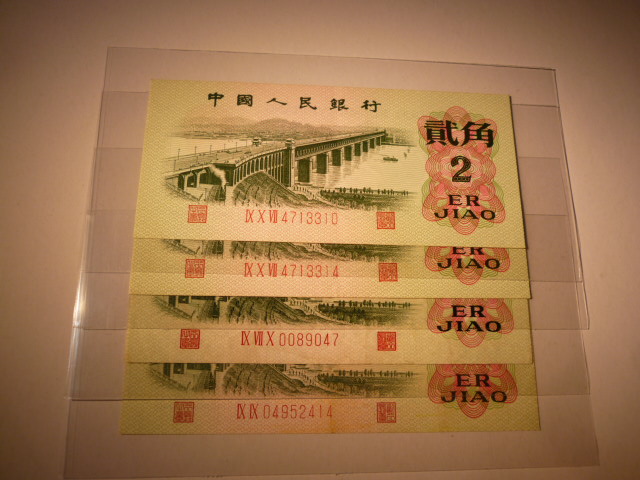 中國人民銀行
貳角
2
ER
JIAO
IX X VII 4713310
ER
JIAO
IX X VII 4713314
ER
JIAO
IX VII X 0089047
ER
JIAO
IX IX 04952414